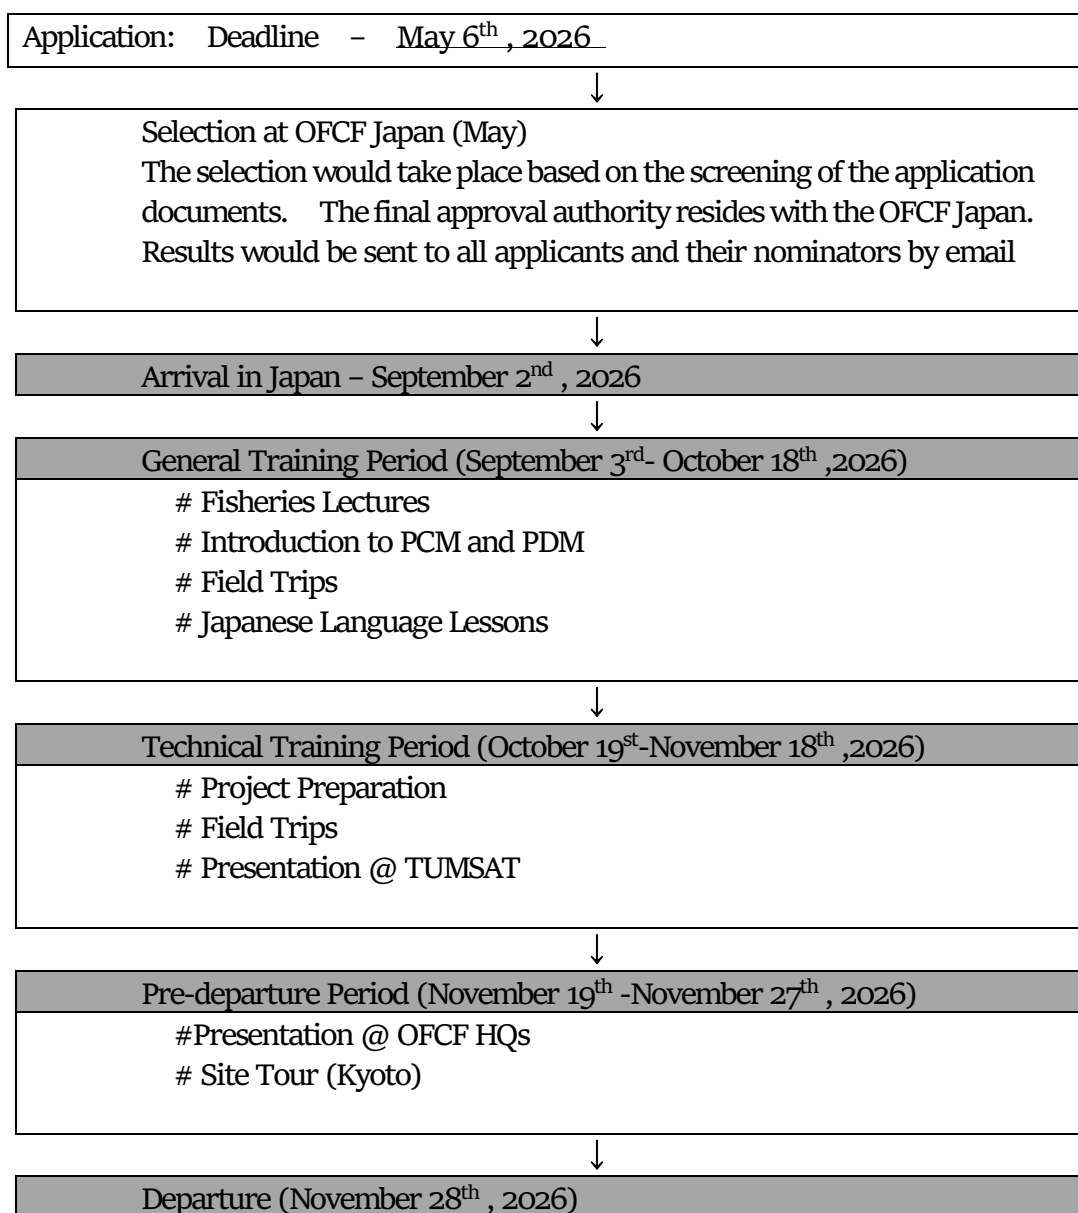 Application: Deadline – May 6th , 2026
↓
Selection at OFCF Japan (May)
The selection would take place based on the screening of the application
documents. The final approval authority resides with the OFCF Japan.
Results would be sent to all applicants and their nominators by email
↓
Arrival in Japan – September 2nd , 2026
↓
General Training Period (September 3rd- October 18th ,2026)
# Fisheries Lectures
# Introduction to PCM and PDM
# Field Trips
# Japanese Language Lessons
↓
Technical Training Period (October 19st-November 18th ,2026)
# Project Preparation
# Field Trips
# Presentation @ TUMSAT
↓
Pre-departure Period (November 19th -November 27th , 2026)
#Presentation @ OFCF HQs
# Site Tour (Kyoto)
↓
Departure (November 28th , 2026)